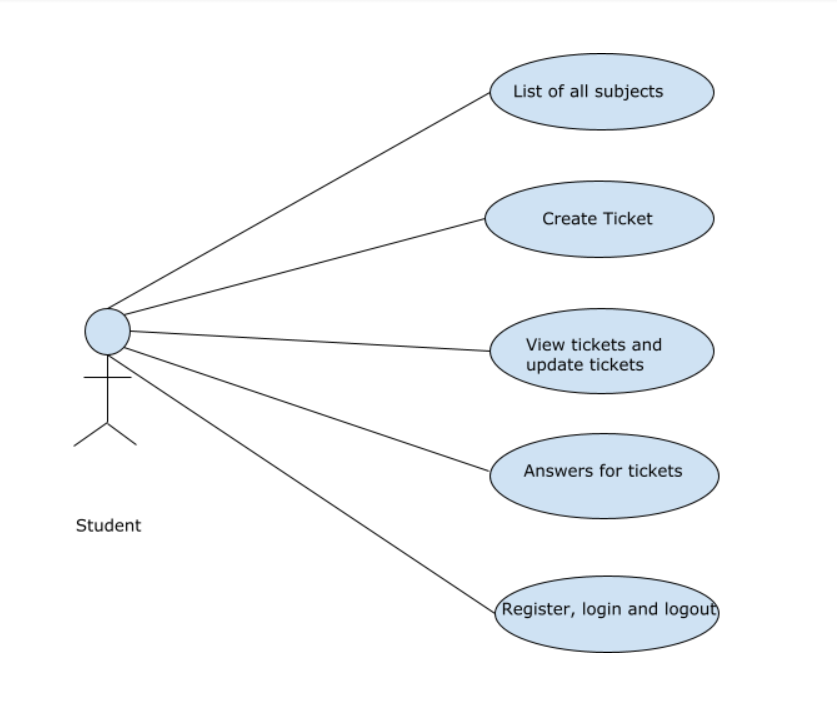 List of all subjects
Create Ticket
View tickets and
update tickets
Answers for tickets
Student
Register, login and logout